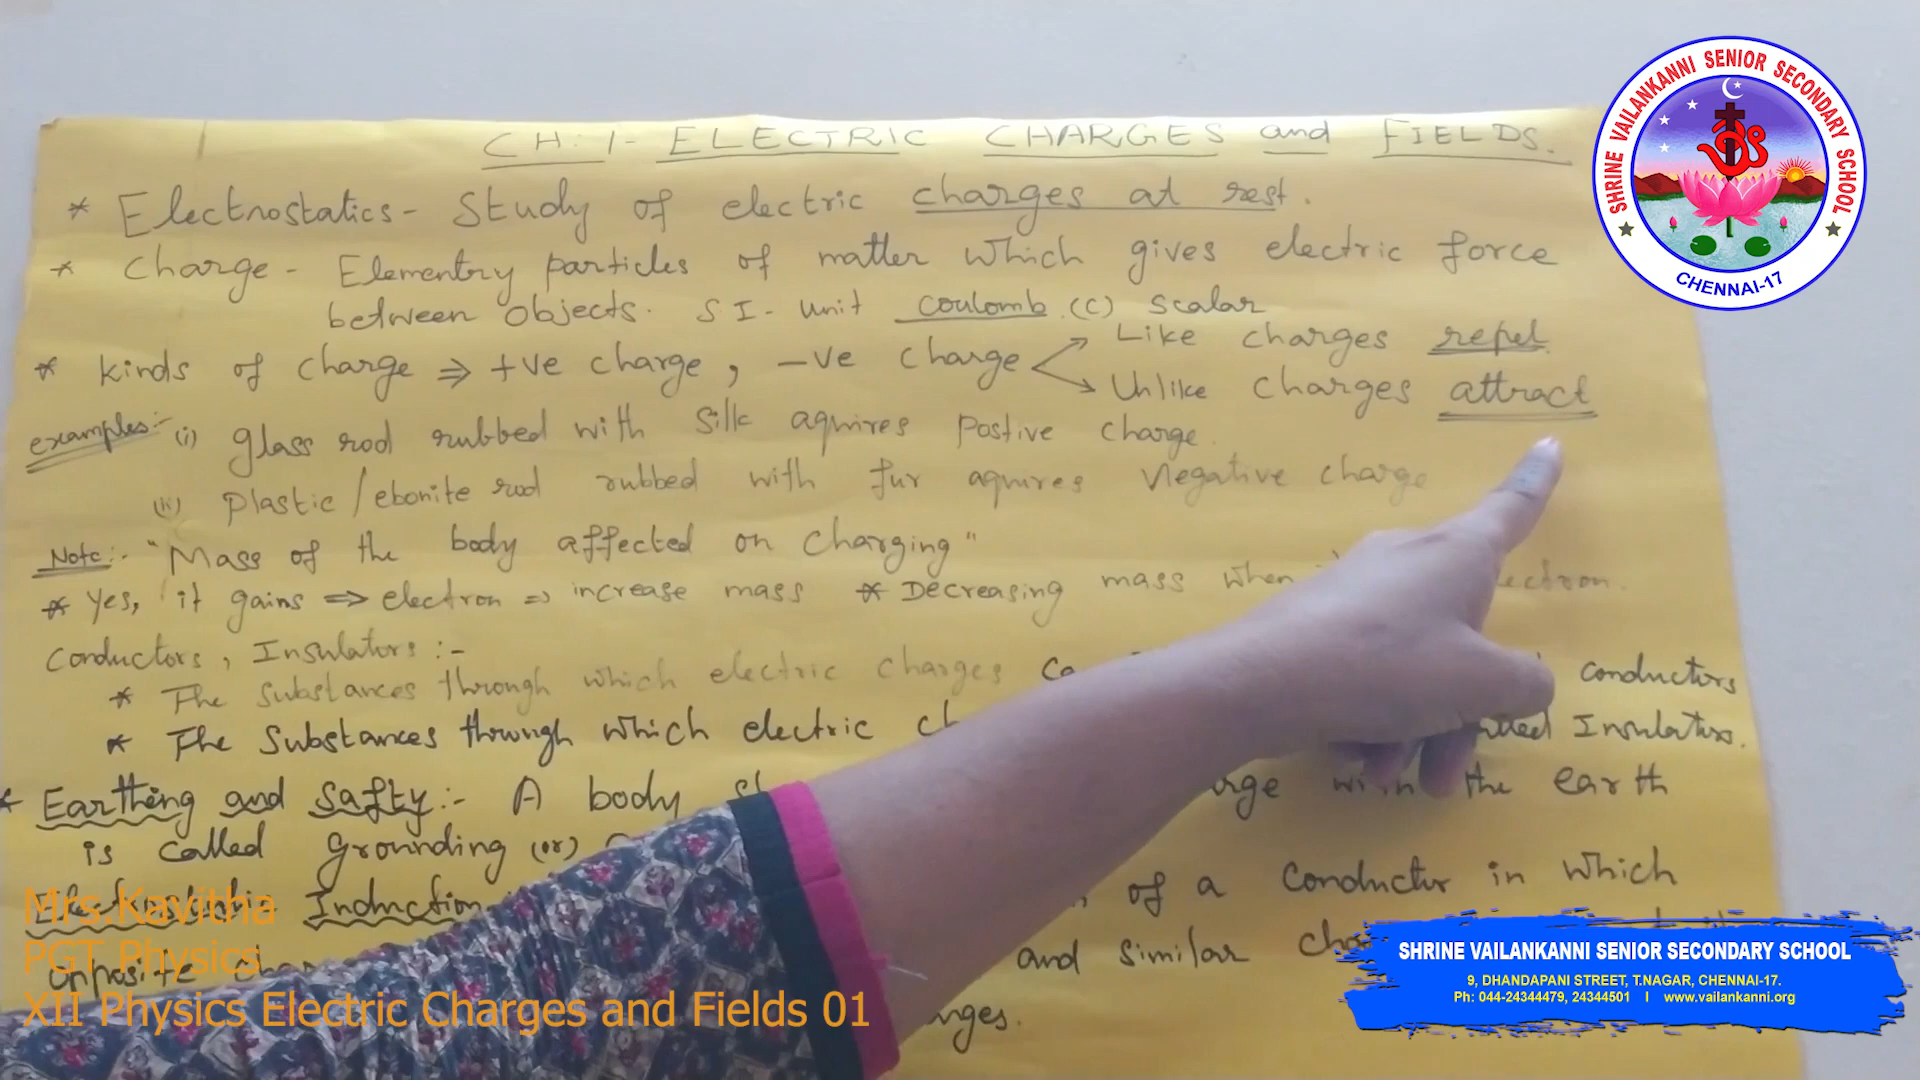 CH: 1- ELECTRIC CHARGES and FIELDS.
* Electrostatics - Study of electric charges at rest.
* Charge - Elementry particles of matter which gives electric force
between objects. SI- unit coulomb (C) scalar
* kinds of charge ⇒ +ve charge, -ve charge
Like charges repel
Unlike charges attract
examples:- (i) glass rod rubbed with silk aquires postive charge.
(ii) Plastic/ebonite rod rubbed with fur aquires negative charge
Note:- "Mass of the body affected on charging"
* Yes, it gains ⇒ electron ⇒ increase mass * Decreasing mass when
Conductors, Insulators :-
* The substances through which electric charges conductors
* The Substances through which electric Insulators.
* Earthing and Safty:- A body with the earth
is called grounding (or)
Induction of a conductor in which
opposite and similar
SHRINE VAILANKANNI SENIOR SECONDARY SCHOOL
CHENNAI-17
Mrs.Kavitha
PGT Physics
XII Physics Electric Charges and Fields 01
SHRINE VAILANKANNI SENIOR SECONDARY SCHOOL
9, DHANDAPANI STREET, T.NAGAR, CHENNAI-17.
Ph: 044-24344479, 24344501 I www.vailankanni.org